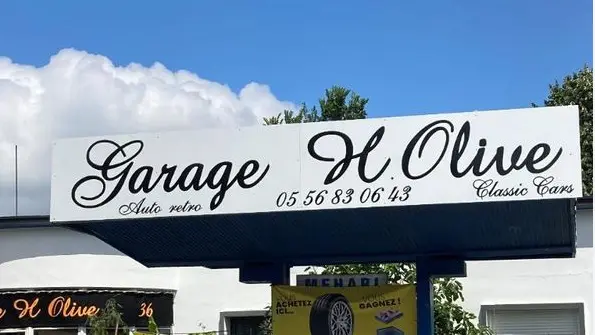 Garage H. Olive
Auto retro 05 56 83 06 43 Classic Cars
MEHARI
ACHETEZ GAGNEZ !
ICI...
H Olive 36